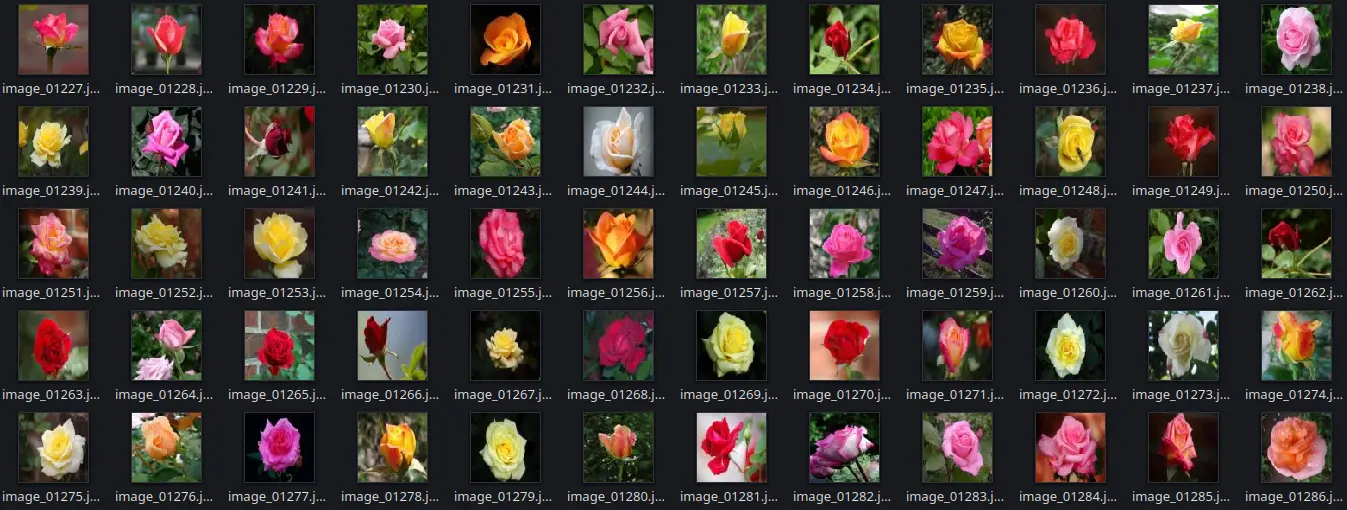 image_01227.j... image_01228.j... image_01229.j... image_01230.j... image_01231.j... image_01232.j... image_01233.j... image_01234.j... image_01235.j... image_01236.j... image_01237.j... image_01238.j...
image_01239.j... image_01240.j... image_01241.j... image_01242.j... image_01243.j... image_01244.j... image_01245.j... image_01246.j... image_01247.j... image_01248.j... image_01249.j... image_01250.j...
image_01251.j... image_01252.j... image_01253.j... image_01254.j... image_01255.j... image_01256.j... image_01257.j... image_01258.j... image_01259.j... image_01260.j... image_01261.j... image_01262.j...
image_01263.j... image_01264.j... image_01265.j... image_01266.j... image_01267.j... image_01268.j... image_01269.j... image_01270.j... image_01271.j... image_01272.j... image_01273.j... image_01274.j...
image_01275.j... image_01276.j... image_01277.j... image_01278.j... image_01279.j... image_01280.j... image_01281.j... image_01282.j... image_01283.j... image_01284.j... image_01285.j... image_01286.j...